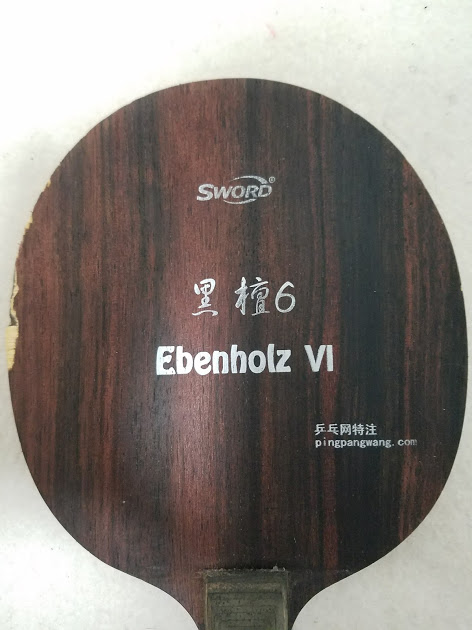 SWORD®
黑檀6
Ebenholz VI
乒乓网特注
pingpangwang.com